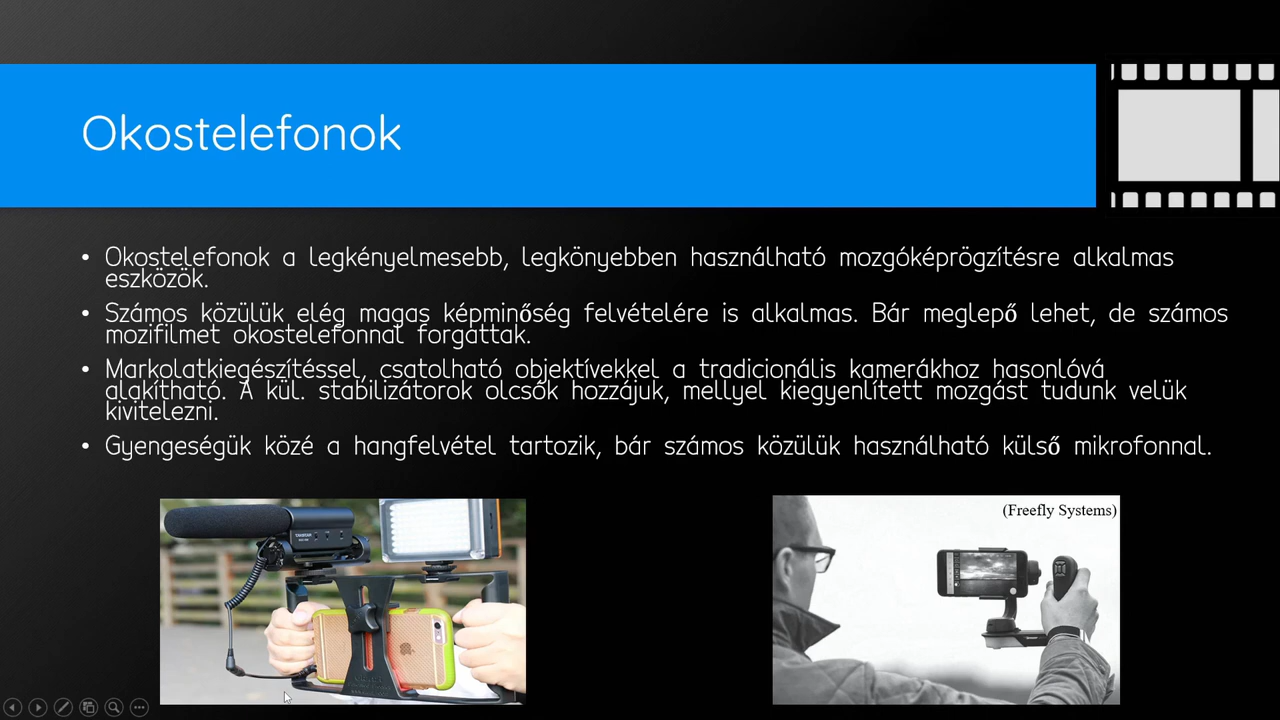 Okostelefonok
• Okostelefonok a legkényelmesebb, legkönyebben használható mozgóképrögzítésre alkalmas
eszközök.
• Számos közülük elég magas képminőség felvételére is alkalmas. Bár meglepő lehet, de számos
mozifilmet okostelefonnal forgattak.
• Markolatkiegészítéssel, csatolható objektívekkel a tradicionális kamerákhoz hasonlóvá
alakítható. A kül. stabilizátorok olcsók hozzájuk, mellyel kiegyenlített mozgást tudunk velük
kivitelezni.
• Gyengeségük közé a hangfelvétel tartozik, bár számos közülük használható külső mikrofonnal.
(Freefly Systems)